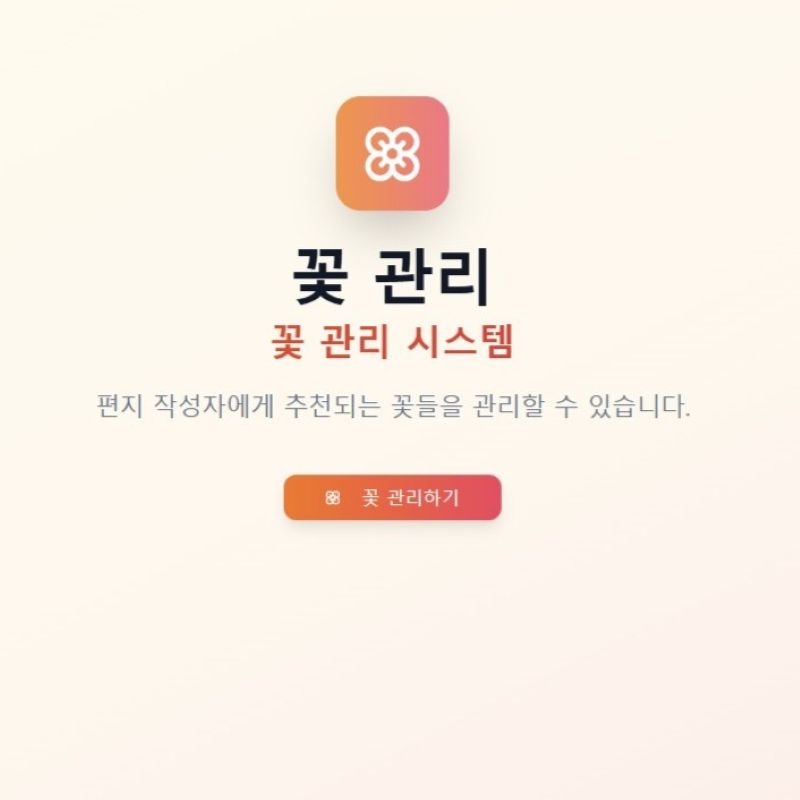 꽃 관리
꽃 관리 시스템
편지 작성자에게 추천되는 꽃들을 관리할 수 있습니다.
꽃 관리하기